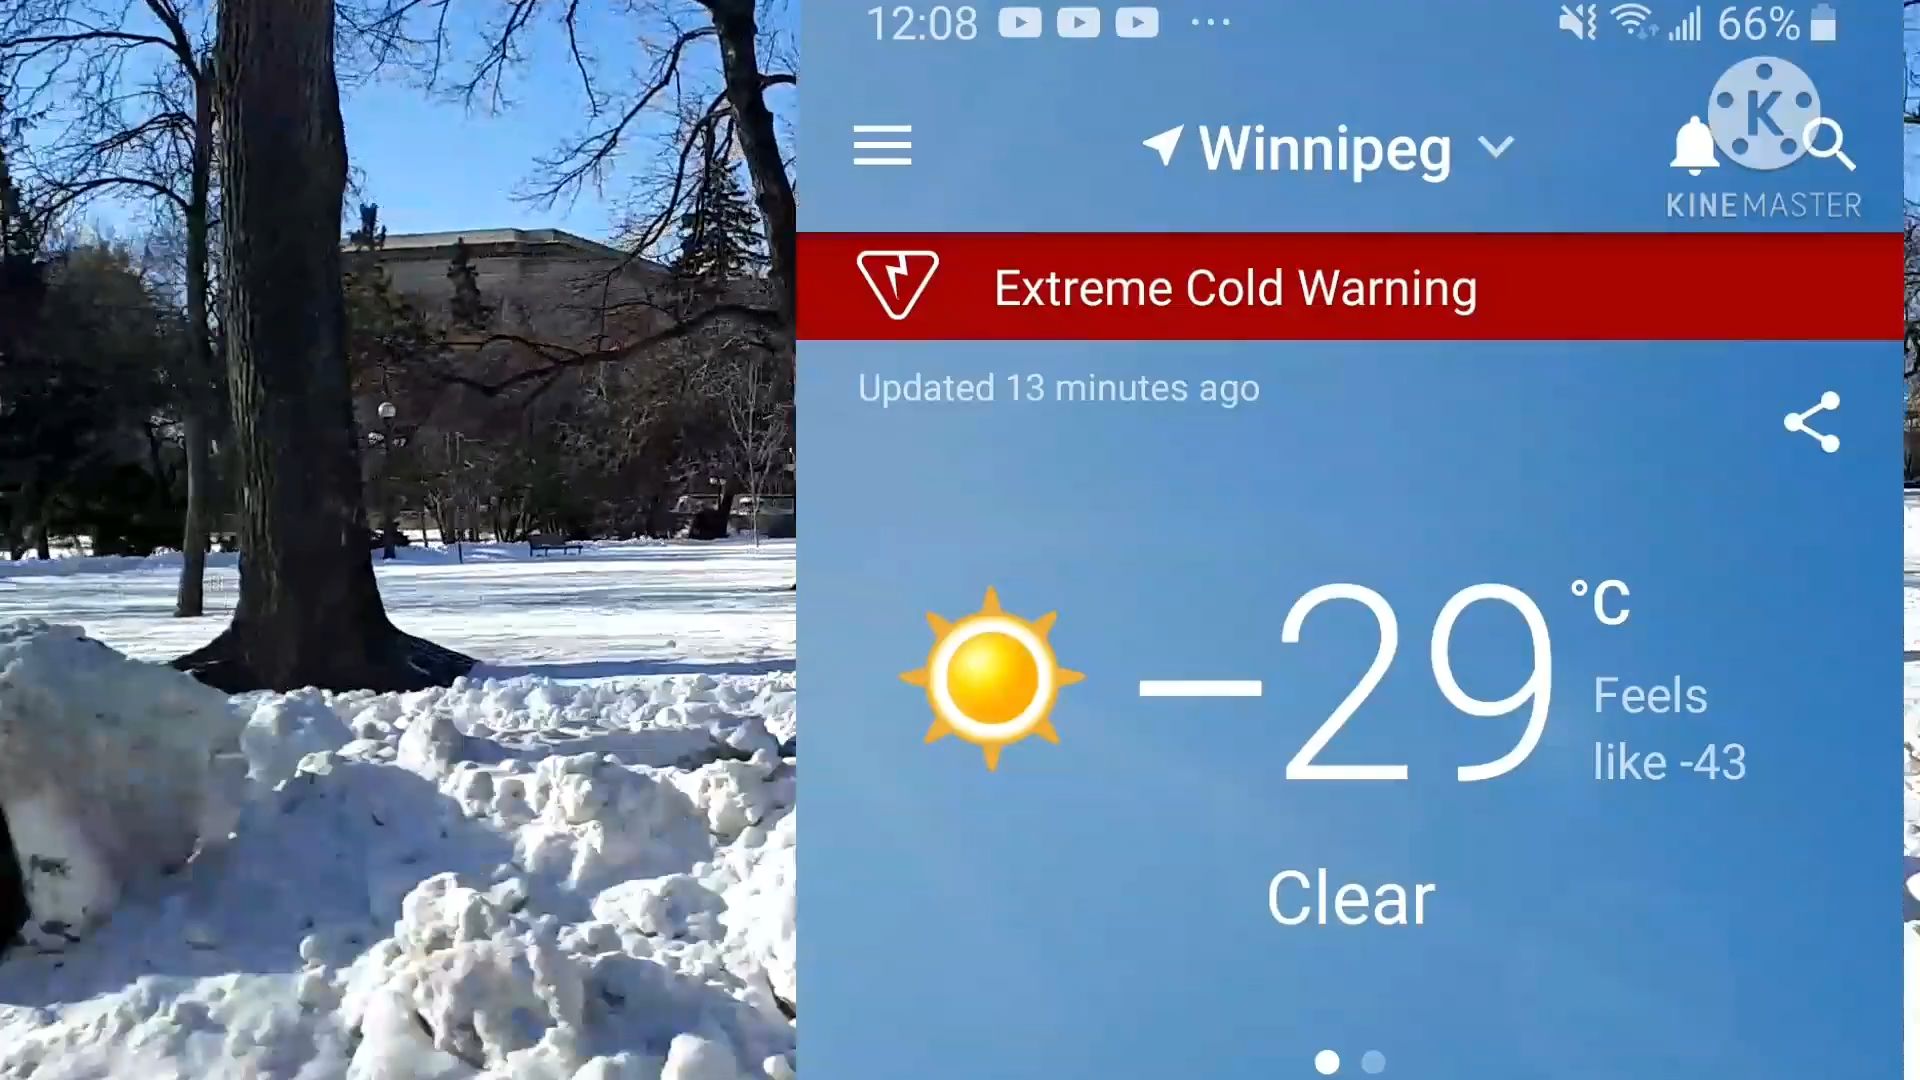 12:08 ... 66%
Winnipeg
K
KINEMASTER
Extreme Cold Warning
Updated 13 minutes ago
-29 °C
Feels
like -43
Clear